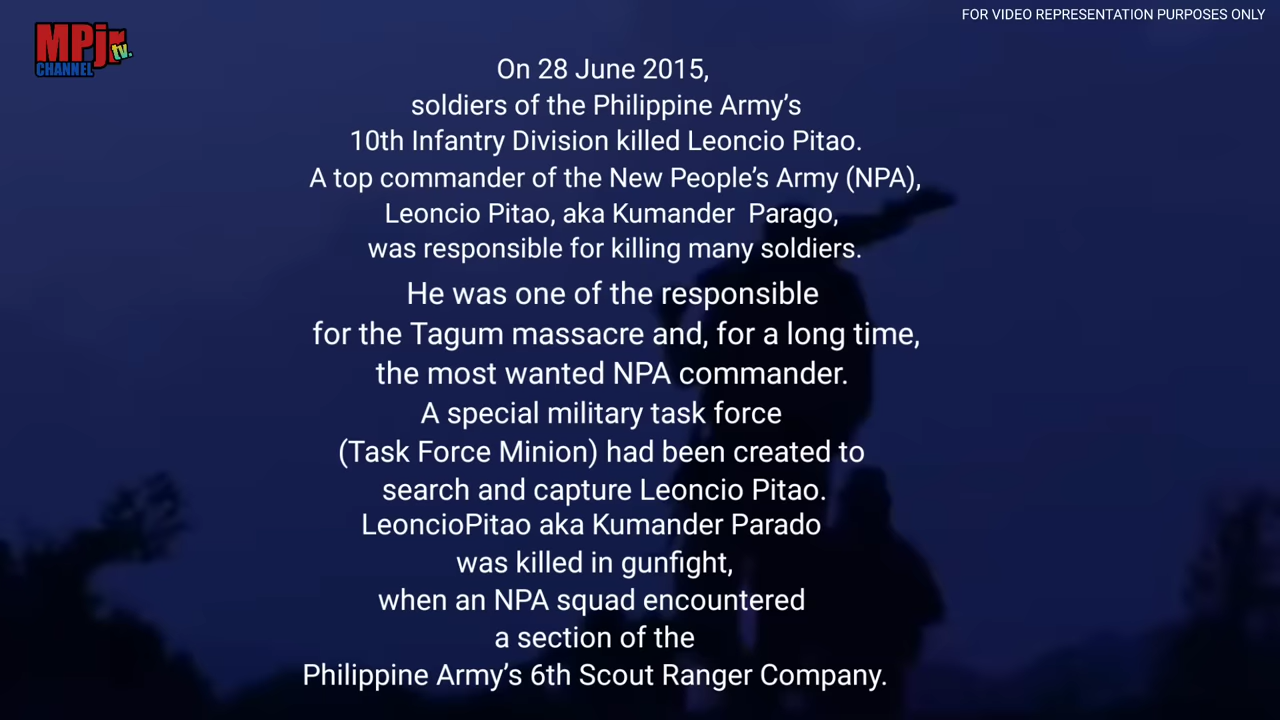 FOR VIDEO REPRESENTATION PURPOSES ONLY
MPjr
tv.
CHANNEL
On 28 June 2015,
soldiers of the Philippine Army’s
10th Infantry Division killed Leoncio Pitao.
A top commander of the New People’s Army (NPA),
Leoncio Pitao, aka Kumander Parago,
was responsible for killing many soldiers.
He was one of the responsible
for the Tagum massacre and, for a long time,
the most wanted NPA commander.
A special military task force
(Task Force Minion) had been created to
search and capture Leoncio Pitao.
LeoncioPitao aka Kumander Parado
was killed in gunfight,
when an NPA squad encountered
a section of the
Philippine Army’s 6th Scout Ranger Company.